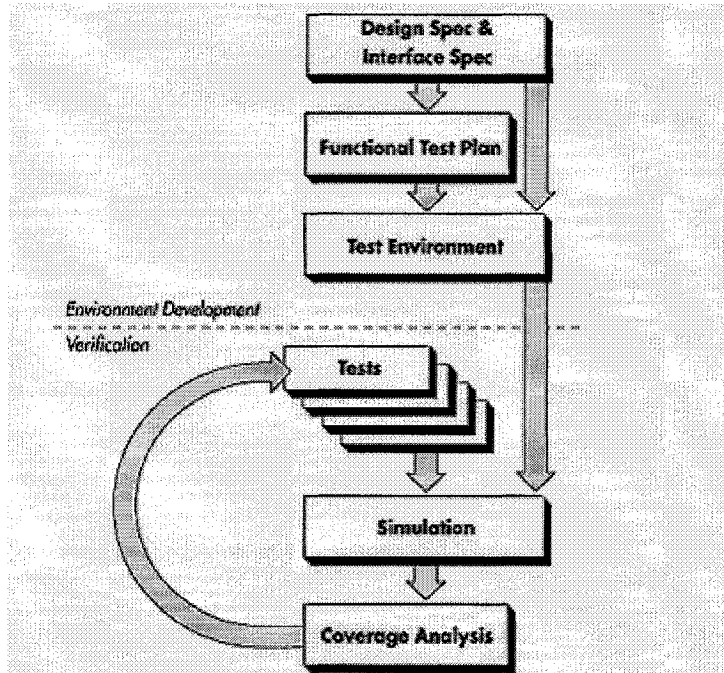 Design Spec &
Interface Spec
Functional Test Plan
Test Environment
Environment Development
Verification
Tests
Simulation
Coverage Analysis